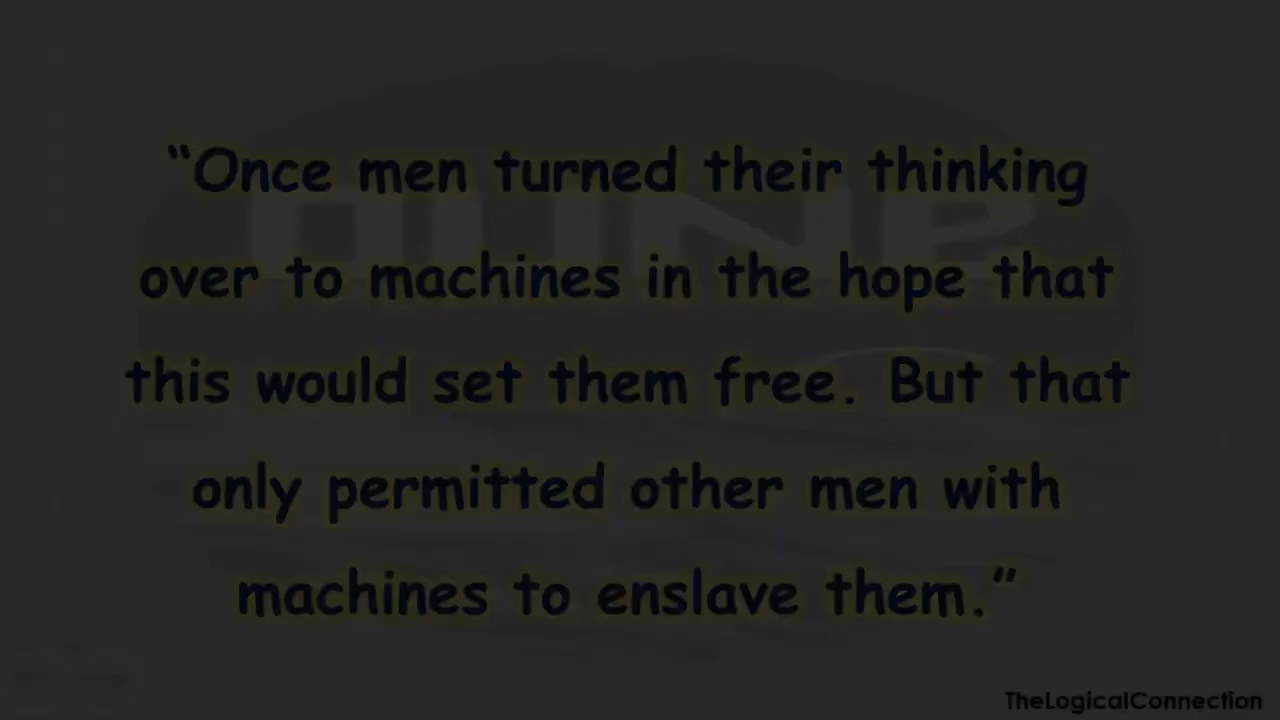 “Once men turned their thinking
over to machines in the hope that
this would set them free. But that
only permitted other men with
machines to enslave them.”
DUNE
TheLogicalConnection